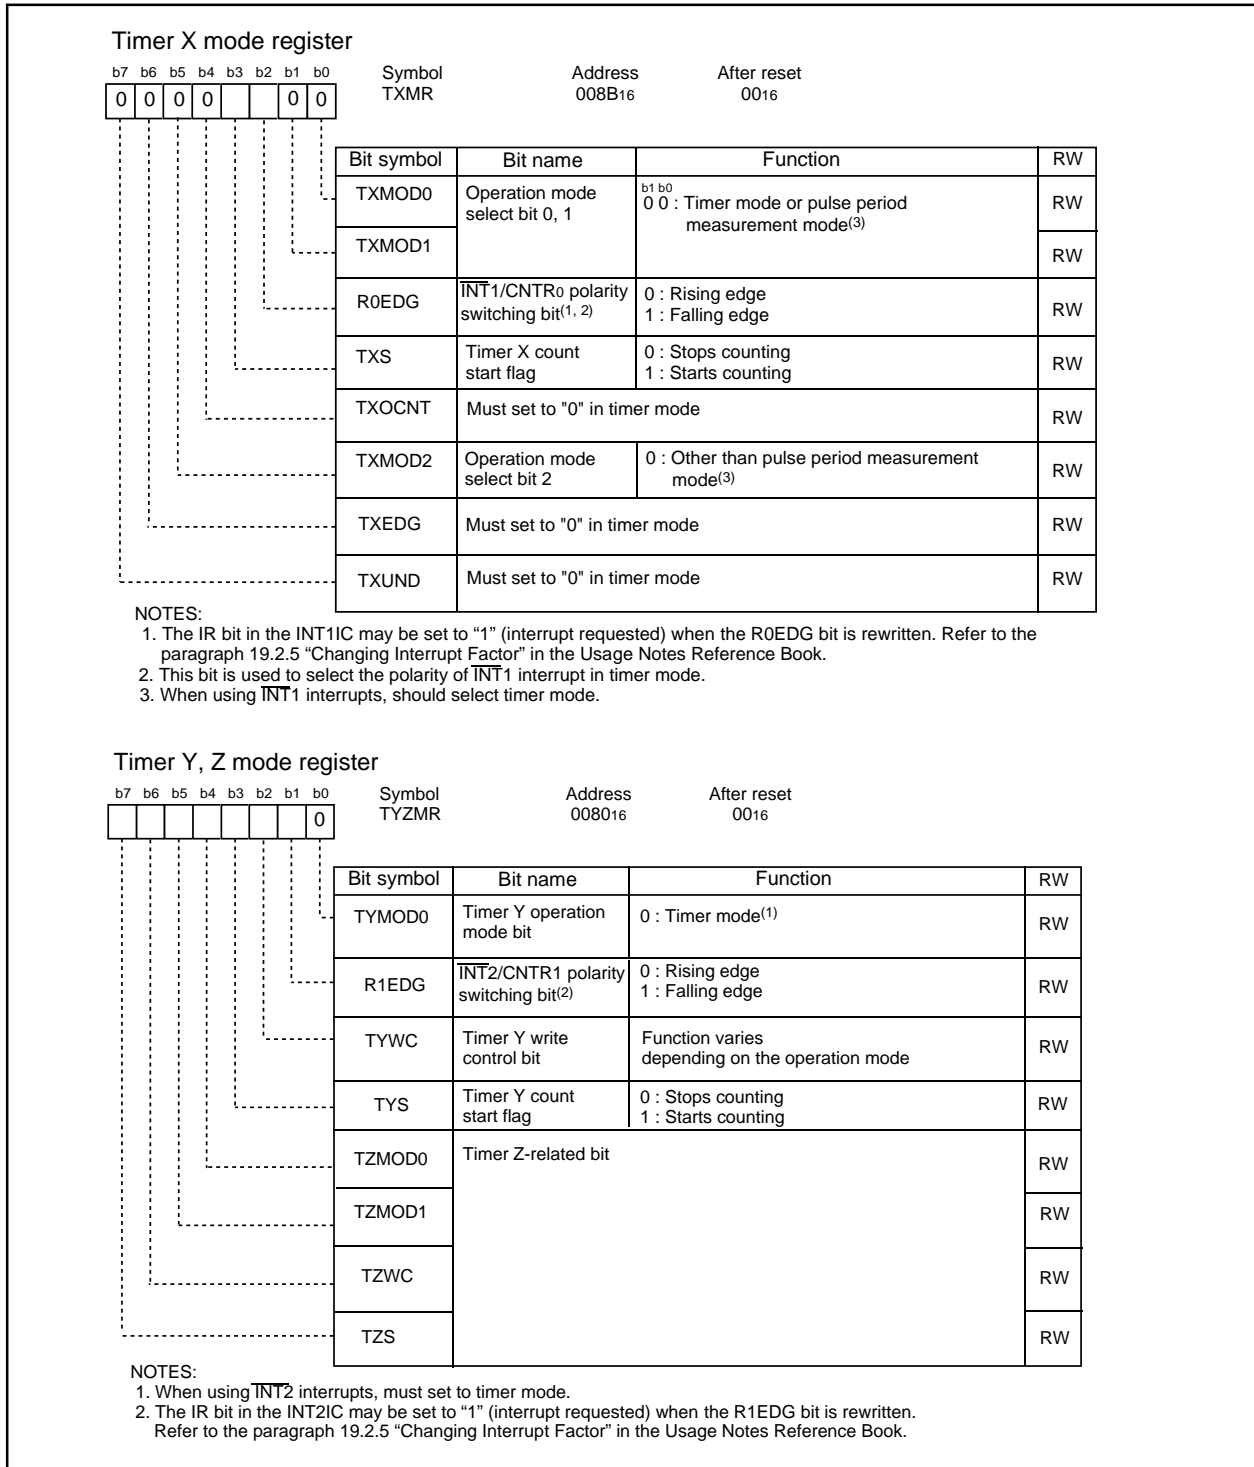 Timer X mode register
b7 b6 b5 b4 b3 b2 b1 b0 Symbol Address After reset
0 0 0 0 0 0 TXMR 008B16 0016
Bit symbol Bit name Function RW
TXMOD0 Operation mode select bit 0, 1 b1 b0
0 0 : Timer mode or pulse period measurement mode(3) RW
TXMOD1 RW
R0EDG INT1/CNTR0 polarity switching bit(1, 2) 0 : Rising edge
1 : Falling edge RW
TXS Timer X count start flag 0 : Stops counting
1 : Starts counting RW
TXOCNT Must set to "0" in timer mode RW
TXMOD2 Operation mode select bit 2 0 : Other than pulse period measurement mode(3) RW
TXEDG Must set to "0" in timer mode RW
TXUND Must set to "0" in timer mode RW
NOTES:
1. The IR bit in the INT1IC may be set to “1” (interrupt requested) when the R0EDG bit is rewritten. Refer to the
paragraph 19.2.5 “Changing Interrupt Factor” in the Usage Notes Reference Book.
2. This bit is used to select the polarity of INT1 interrupt in timer mode.
3. When using INT1 interrupts, should select timer mode.
Timer Y, Z mode register
b7 b6 b5 b4 b3 b2 b1 b0 Symbol Address After reset
0 TYZMR 008016 0016
Bit symbol Bit name Function RW
TYMOD0 Timer Y operation mode bit 0 : Timer mode(1) RW
R1EDG INT2/CNTR1 polarity switching bit(2) 0 : Rising edge
1 : Falling edge RW
TYWC Timer Y write control bit Function varies
depending on the operation mode RW
TYS Timer Y count start flag 0 : Stops counting
1 : Starts counting RW
TZMOD0 Timer Z-related bit RW
TZMOD1 RW
TZWC RW
TZS RW
NOTES:
1. When using INT2 interrupts, must set to timer mode.
2. The IR bit in the INT2IC may be set to “1” (interrupt requested) when the R1EDG bit is rewritten.
Refer to the paragraph 19.2.5 “Changing Interrupt Factor” in the Usage Notes Reference Book.